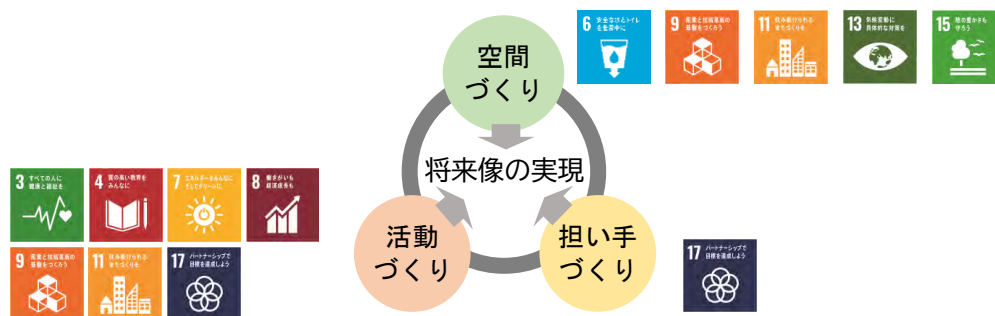 空間
づくり
将来像の実現
活動
づくり
担い手
づくり
6 安全な水とトイレ
を世界中に
9 産業と技術革新の
基盤をつくろう
11 住み続けられる
まちづくりを
13 気候変動に
具体的な対策を
15 陸の豊かさも
守ろう
3 すべての人に
健康と福祉を
4 質の高い教育を
みんなに
7 エネルギーをみんなに
そしてクリーンに
8 働きがいも
経済成長も
9 産業と技術革新の
基盤をつくろう
11 住み続けられる
まちづくりを
17 パートナーシップで
目標を達成しよう
17 パートナーシップで
目標を達成しよう